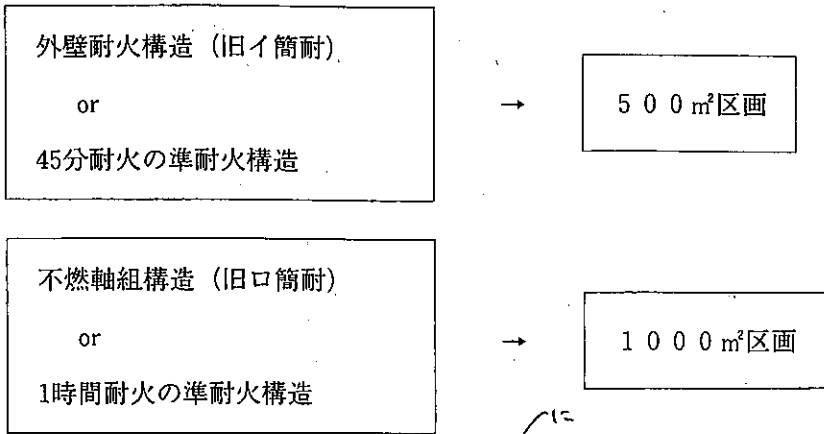 外壁耐火構造（旧イ簡耐）
or
45分耐火の準耐火構造
→
５００㎡区画
不燃軸組構造（旧ロ簡耐）
or
1時間耐火の準耐火構造
→
１０００㎡区画
に